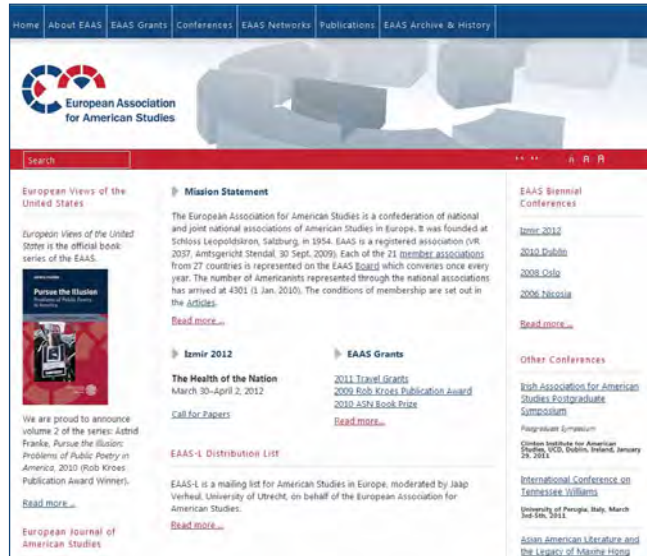 Home
About EAAS
EAAS Grants
Conferences
EAAS Networks
Publications
EAAS Archive & History
European Association
for American Studies
Search
A A A
European Views of the
United States
European Views of the United
States is the official book
series of the EAAS.
Pursue the Illusion
Problems of Public Poetry
in America
We are proud to announce
volume 2 of the series: Astrid
Franke, Pursue the Illusion:
Problems of Public Poetry in
America, 2010 (Rob Kroes
Publication Award Winner).
Read more ...
European Journal of
American Studies
Mission Statement
The European Association for American Studies is a confederation of national
and joint national associations of American Studies in Europe. It was founded at
Schloss Leopoldskron, Salzburg, in 1954. EAAS is a registered association (VR
2037, Amtsgericht Stendal, 30 Sept. 2009). Each of the 21 member associations
from 27 countries is represented on the EAAS Board which convenes once every
year. The number of Americanists represented through the national associations
has arrived at 4301 (1 Jan. 2010). The conditions of membership are set out in
the Articles.
Read more ...
Izmir 2012
The Health of the Nation
March 30–April 2, 2012
Call for Papers
EAAS Grants
2011 Travel Grants
2009 Rob Kroes Publication Award
2010 ASN Book Prize
Read more ...
EAAS-L Distribution List
EAAS-L is a mailing list for American Studies in Europe, moderated by Jaap
Verheul, University of Utrecht, on behalf of the European Association for
American Studies.
Read more ...
EAAS Biennial
Conferences
Izmir 2012
2010 Dublin
2008 Oslo
2006 Nicosia
Read more ...
Other Conferences
Irish Association for American
Studies Postgraduate
Symposium
Postgraduate Symposium
Clinton Institute for American
Studies, UCD, Dublin, Ireland, January
29, 2011
International Conference on
Tennessee Williams
University of Perugia, Italy, March
3rd-5th, 2011
Asian American Literature and
the Legacy of Maxine Hong